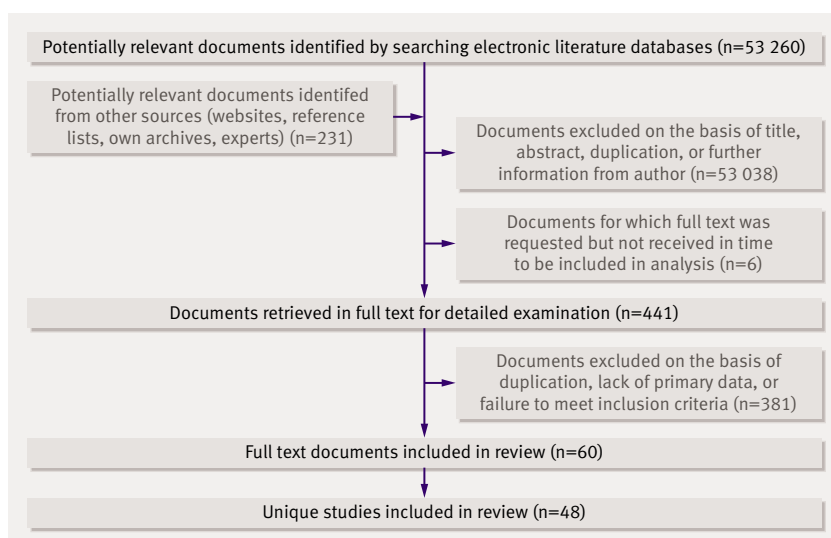 Potentially relevant documents identified by searching electronic literature databases (n=53 260)
Potentially relevant documents identifed
from other sources (websites, reference
lists, own archives, experts) (n=231)
Documents excluded on the basis of title,
abstract, duplication, or further
information from author (n=53 038)
Documents for which full text was
requested but not received in time
to be included in analysis (n=6)
Documents retrieved in full text for detailed examination (n=441)
Documents excluded on the basis of
duplication, lack of primary data, or
failure to meet inclusion criteria (n=381)
Full text documents included in review (n=60)
Unique studies included in review (n=48)